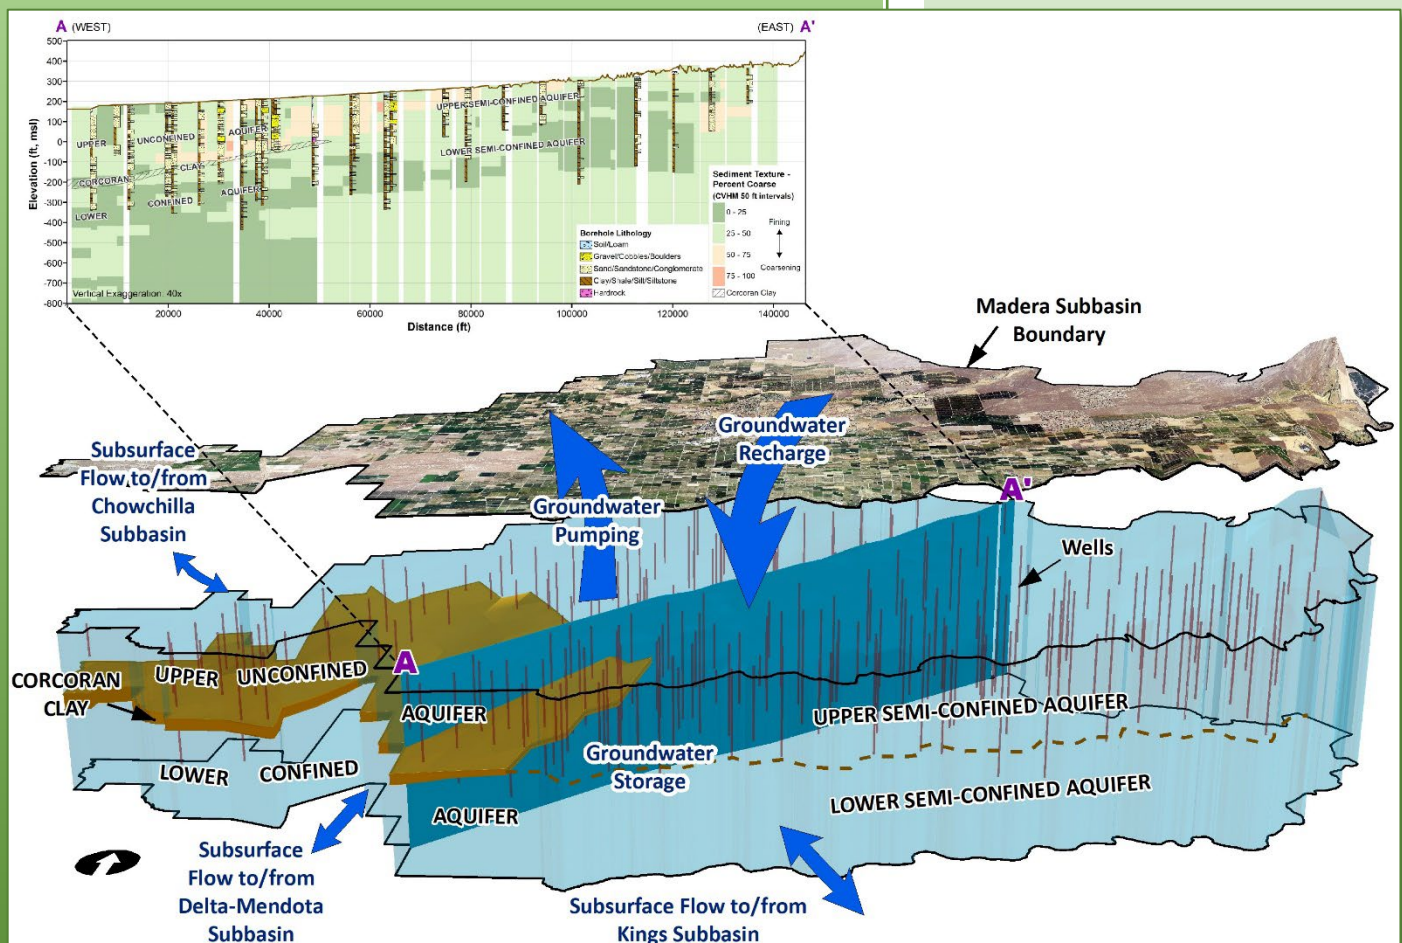 A (WEST)
(EAST) A'
500
400
300
200
100
0
-100
-200
-300
-400
-500
-600
-700
-800
Elevation (ft, msl)
UPPER UNCONFINED AQUIFER
CORCORAN CLAY
LOWER CONFINED AQUIFER
UPPER SEMI-CONFINED AQUIFER
LOWER SEMI-CONFINED AQUIFER
Vertical Exaggeration: 40x
20000 40000 60000 80000 100000 120000 140000
Distance (ft)
Borehole Lithology
Soil/Loam
Gravel/Cobbles/Boulders
Sand/Sandstone/Conglomerate
Clay/Shale/Silt/Siltstone
Hardrock
Sediment Texture -
Percent Coarse
(CVHM 50 ft intervals)
0 - 25
25 - 50
50 - 75
75 - 100
Fining
Coarsening
Corcoran Clay
Madera Subbasin
Boundary
Subsurface
Flow to/from
Chowchilla
Subbasin
Groundwater
Pumping
Groundwater
Recharge
A'
Wells
A
CORCORAN
CLAY
UPPER UNCONFINED
AQUIFER
LOWER CONFINED
AQUIFER
UPPER SEMI-CONFINED AQUIFER
Groundwater
Storage
LOWER SEMI-CONFINED AQUIFER
Subsurface
Flow to/from
Delta-Mendota
Subbasin
Subsurface Flow to/from
Kings Subbasin